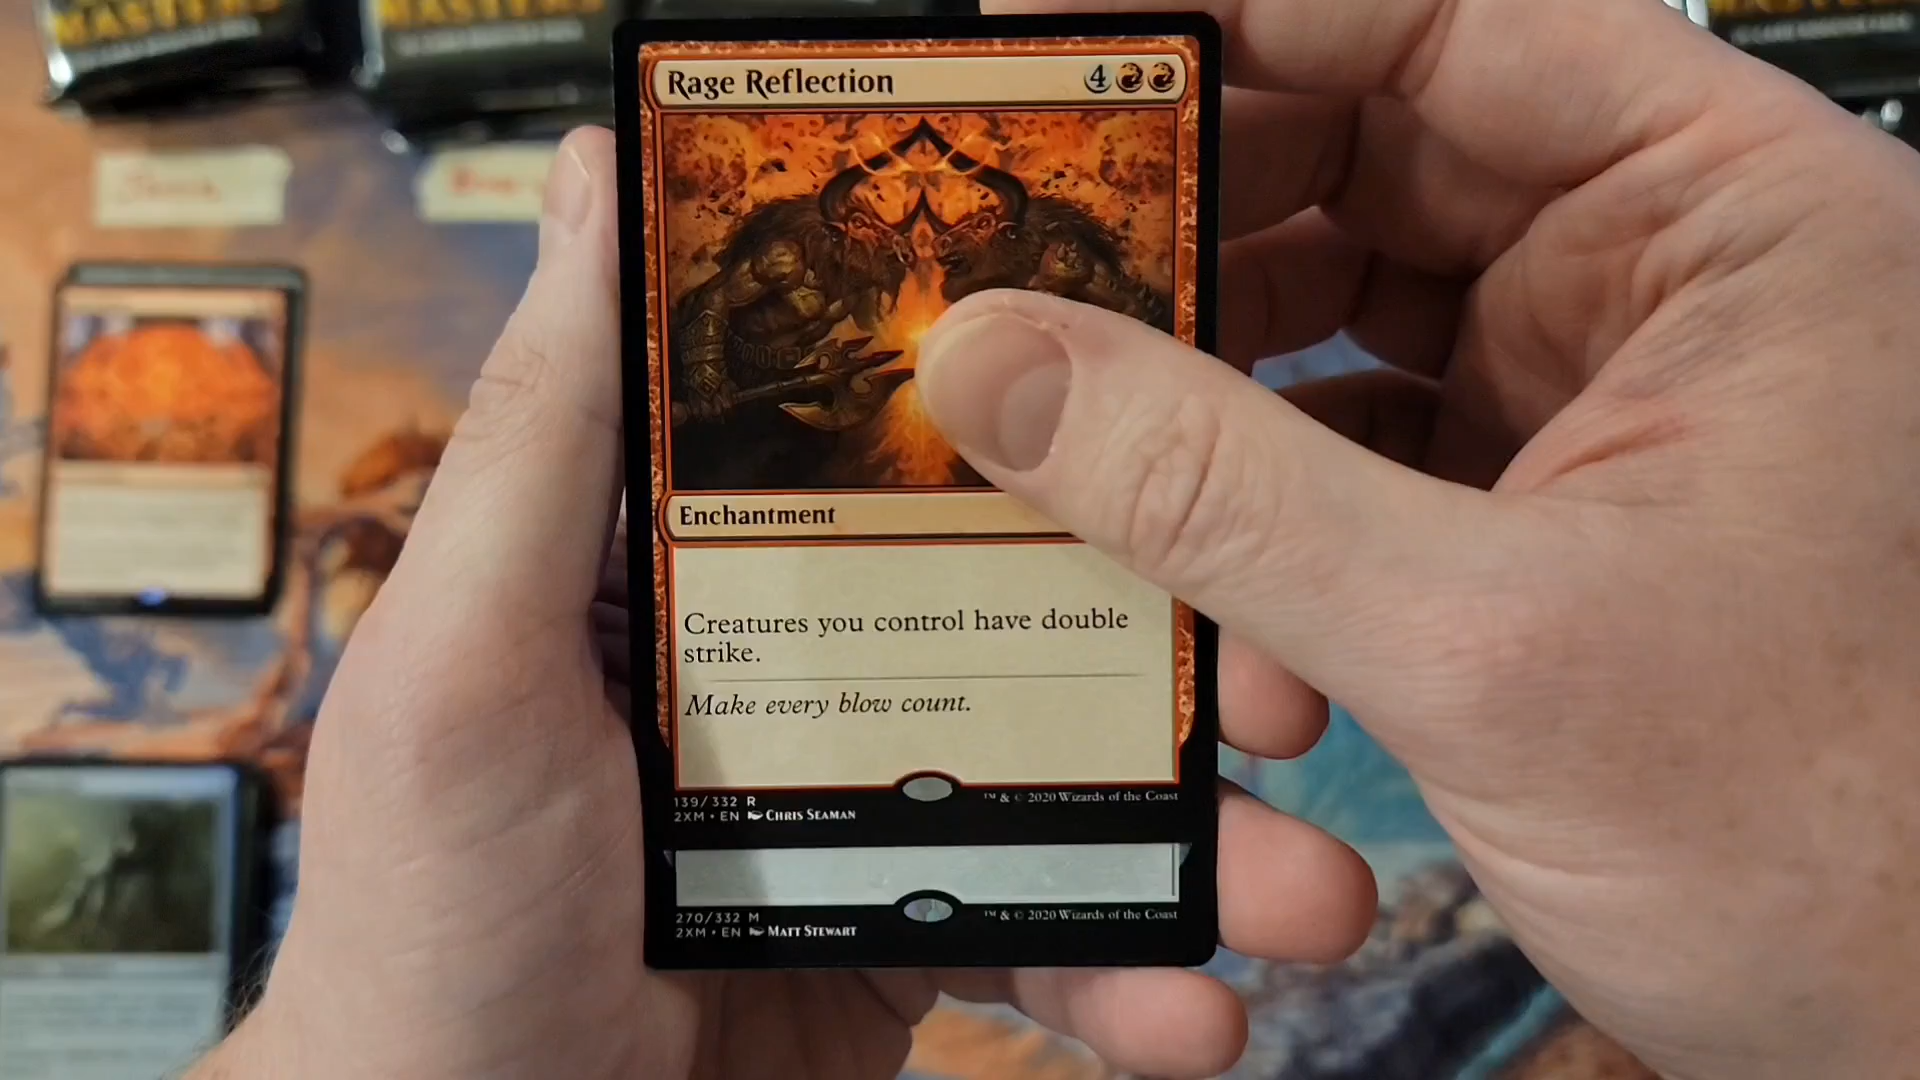 MASTERS
MASTERS
Rage Reflection 4
Enchantment
Creatures you control have double
strike.
Make every blow count.
139/332 R
2XM • EN CHRIS SEAMAN
™ & © 2020 Wizards of the Coast
270/332 M
2XM • EN MATT STEWART
™ & © 2020 Wizards of the Coast